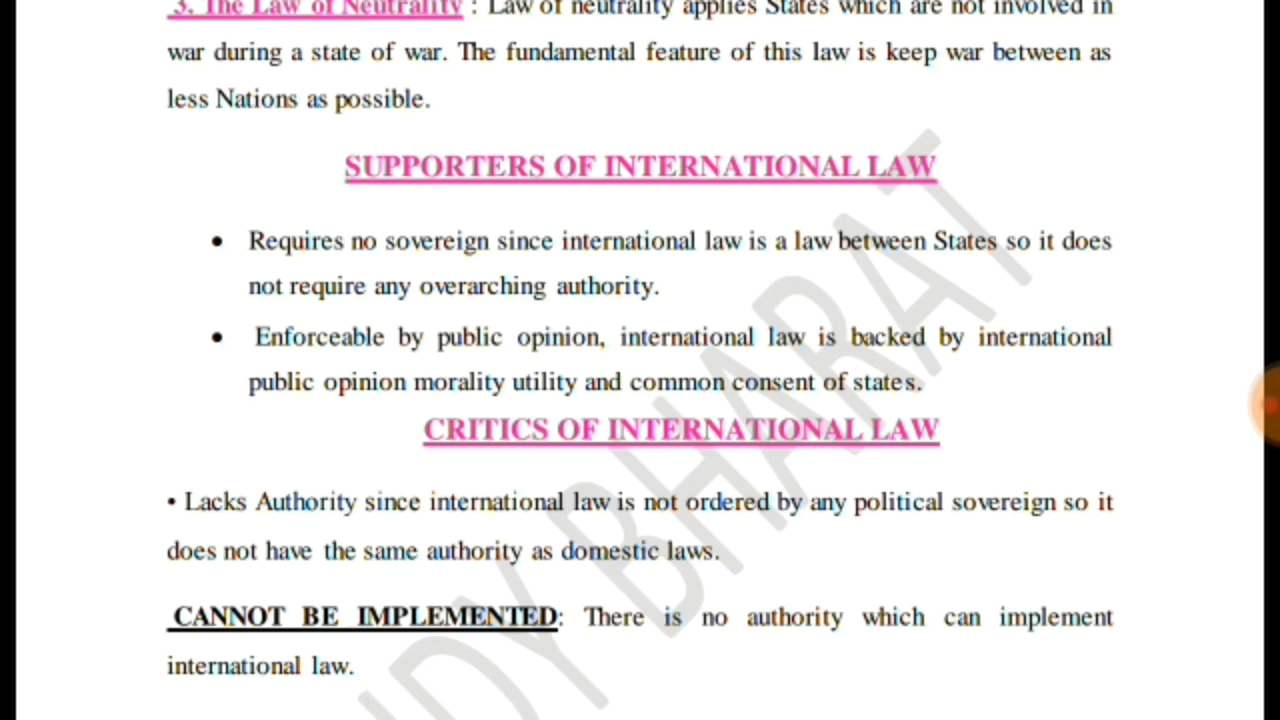 3. The Law of Neutrality : Law of neutrality applies States which are not involved in
war during a state of war. The fundamental feature of this law is keep war between as
less Nations as possible.
SUPPORTERS OF INTERNATIONAL LAW
• Requires no sovereign since international law is a law between States so it does
not require any overarching authority.
• Enforceable by public opinion, international law is backed by international
public opinion morality utility and common consent of states.
CRITICS OF INTERNATIONAL LAW
• Lacks Authority since international law is not ordered by any political sovereign so it
does not have the same authority as domestic laws.
CANNOT BE IMPLEMENTED: There is no authority which can implement
international law.
UDY BHARAT